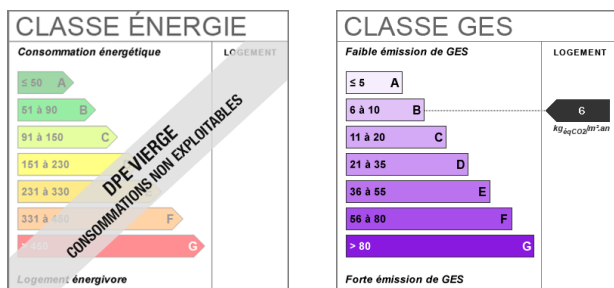 CLASSE ÉNERGIE
Consommation énergétique
LOGEMENT
≤ 50 A
51 à 90 B
91 à 150 C
151 à 230
231 à 330
331 à 450 F
> 450 G
Logement énergivore
DPE VIERGE
CONSOMMATIONS NON EXPLOITABLES
CLASSE GES
Faible émission de GES
LOGEMENT
≤ 5 A
6 à 10 B
6
kgéqCO2/m².an
11 à 20 C
21 à 35 D
36 à 55 E
56 à 80 F
> 80 G
Forte émission de GES